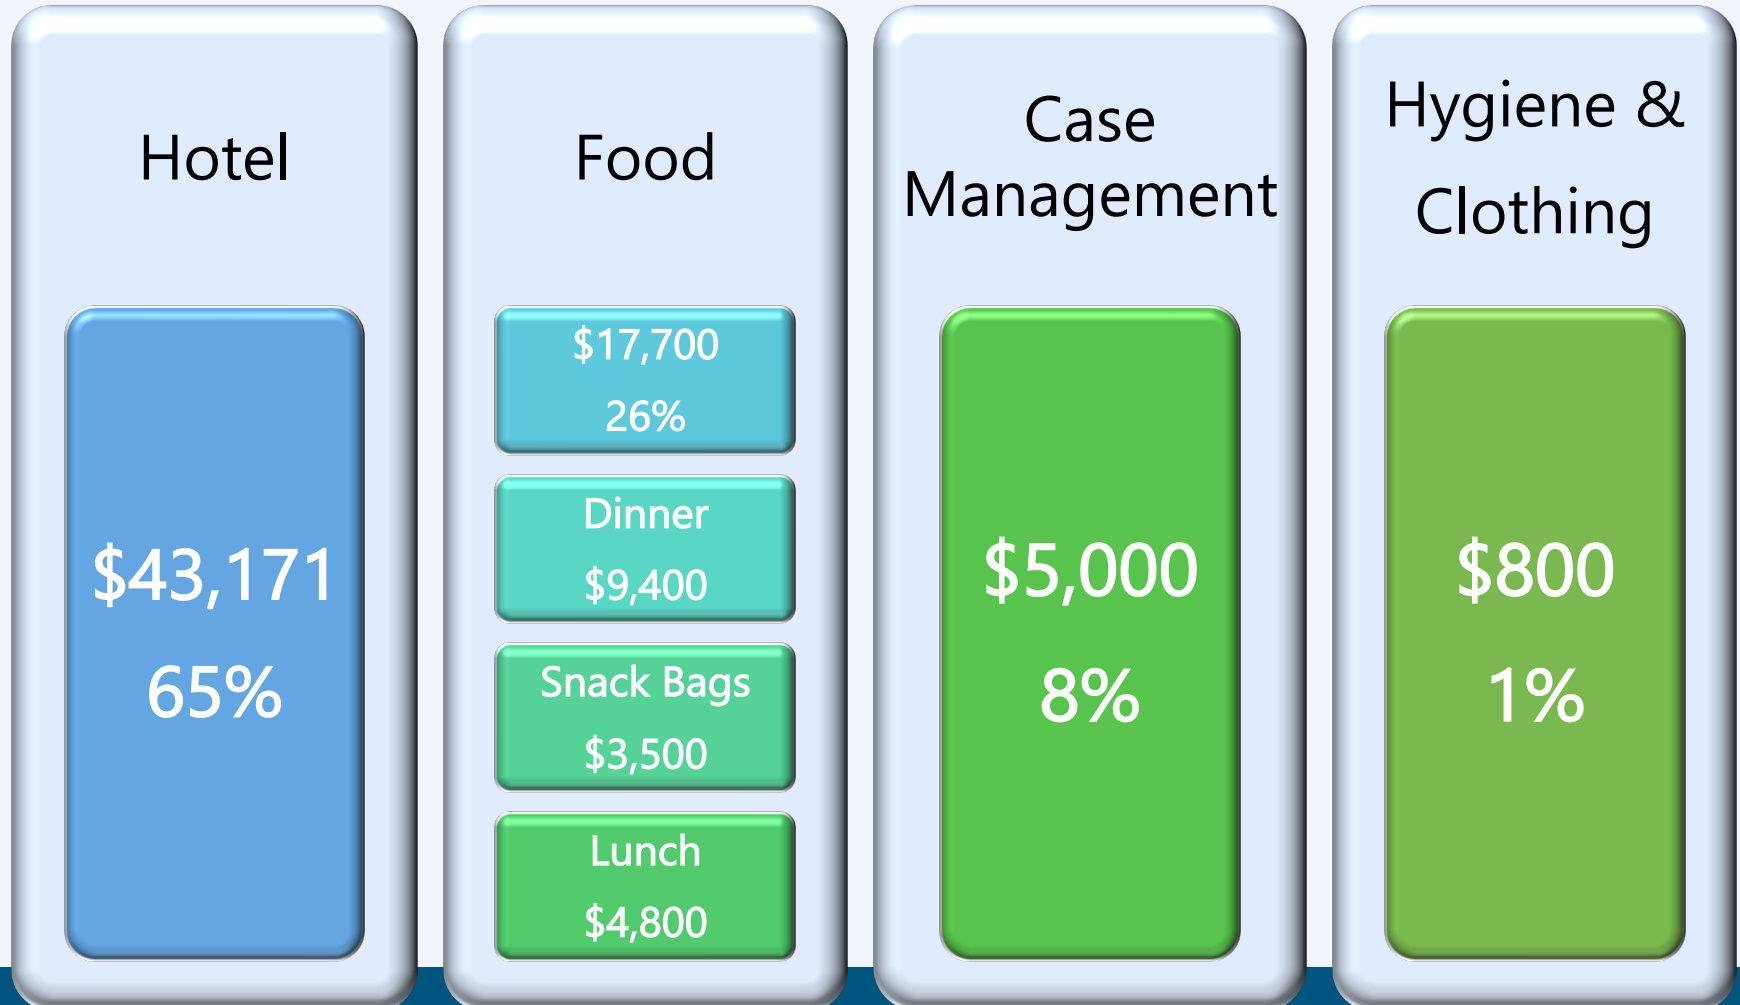 Hotel
$43,171
65%
Food
$17,700
26%
Dinner
$9,400
Snack Bags
$3,500
Lunch
$4,800
Case
Management
$5,000
8%
Hygiene &
Clothing
$800
1%